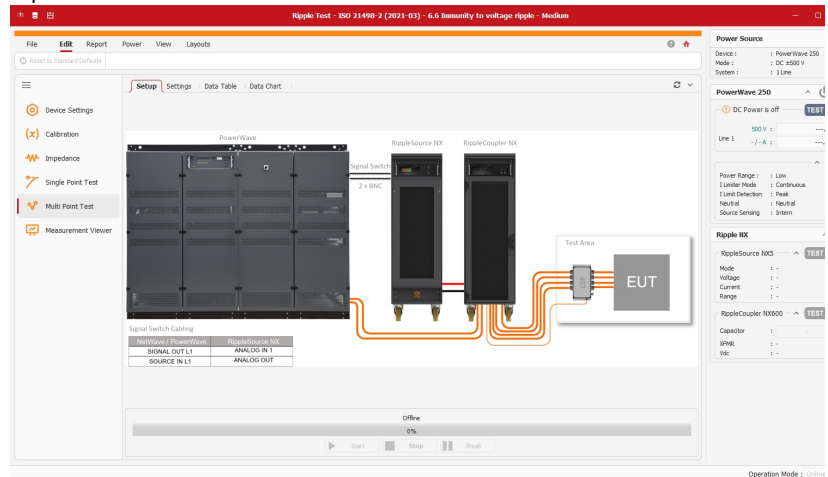 Ripple Test - ISO 21498-2 (2021-03) - 6.6 Immunity to voltage ripple - Medium
File Edit Report Power View Layouts
Reset to Standard Defaults
Device Settings
(x) Calibration
Impedance
Single Point Test
Multi Point Test
Measurement Viewer
Setup Settings Data Table Data Chart
PowerWave
Signal Switch
2 x BNC
RippleSource NX
RippleCoupler NX
Test Area
CDF
EUT
Signal Switch Cabling
NetWave / PowerWave RippleSource NX
SIGNAL OUT L1 ANALOG IN 1
SOURCE IN L1 ANALOG OUT
Offline
0%
Start Stop Break
Power Source
Device : : PowerWave 250
Mode : : DC ±500 V
System : : 1 Line
PowerWave 250
DC Power is off TEST
500 V : ---.
Line 1
- / - A : ---.
Power Range : : Low
I Limiter Mode : Continuous
I Limit Detection : Peak
Neutral : Neutral
Source Sensing : Intern
Ripple NX
RippleSource NX5 TEST
Mode : -
Voltage : -
Current : -
Range : -
RippleCoupler NX600 TEST
Capacitor : -
XFMR : -
Vdc : -
Operation Mode : Online